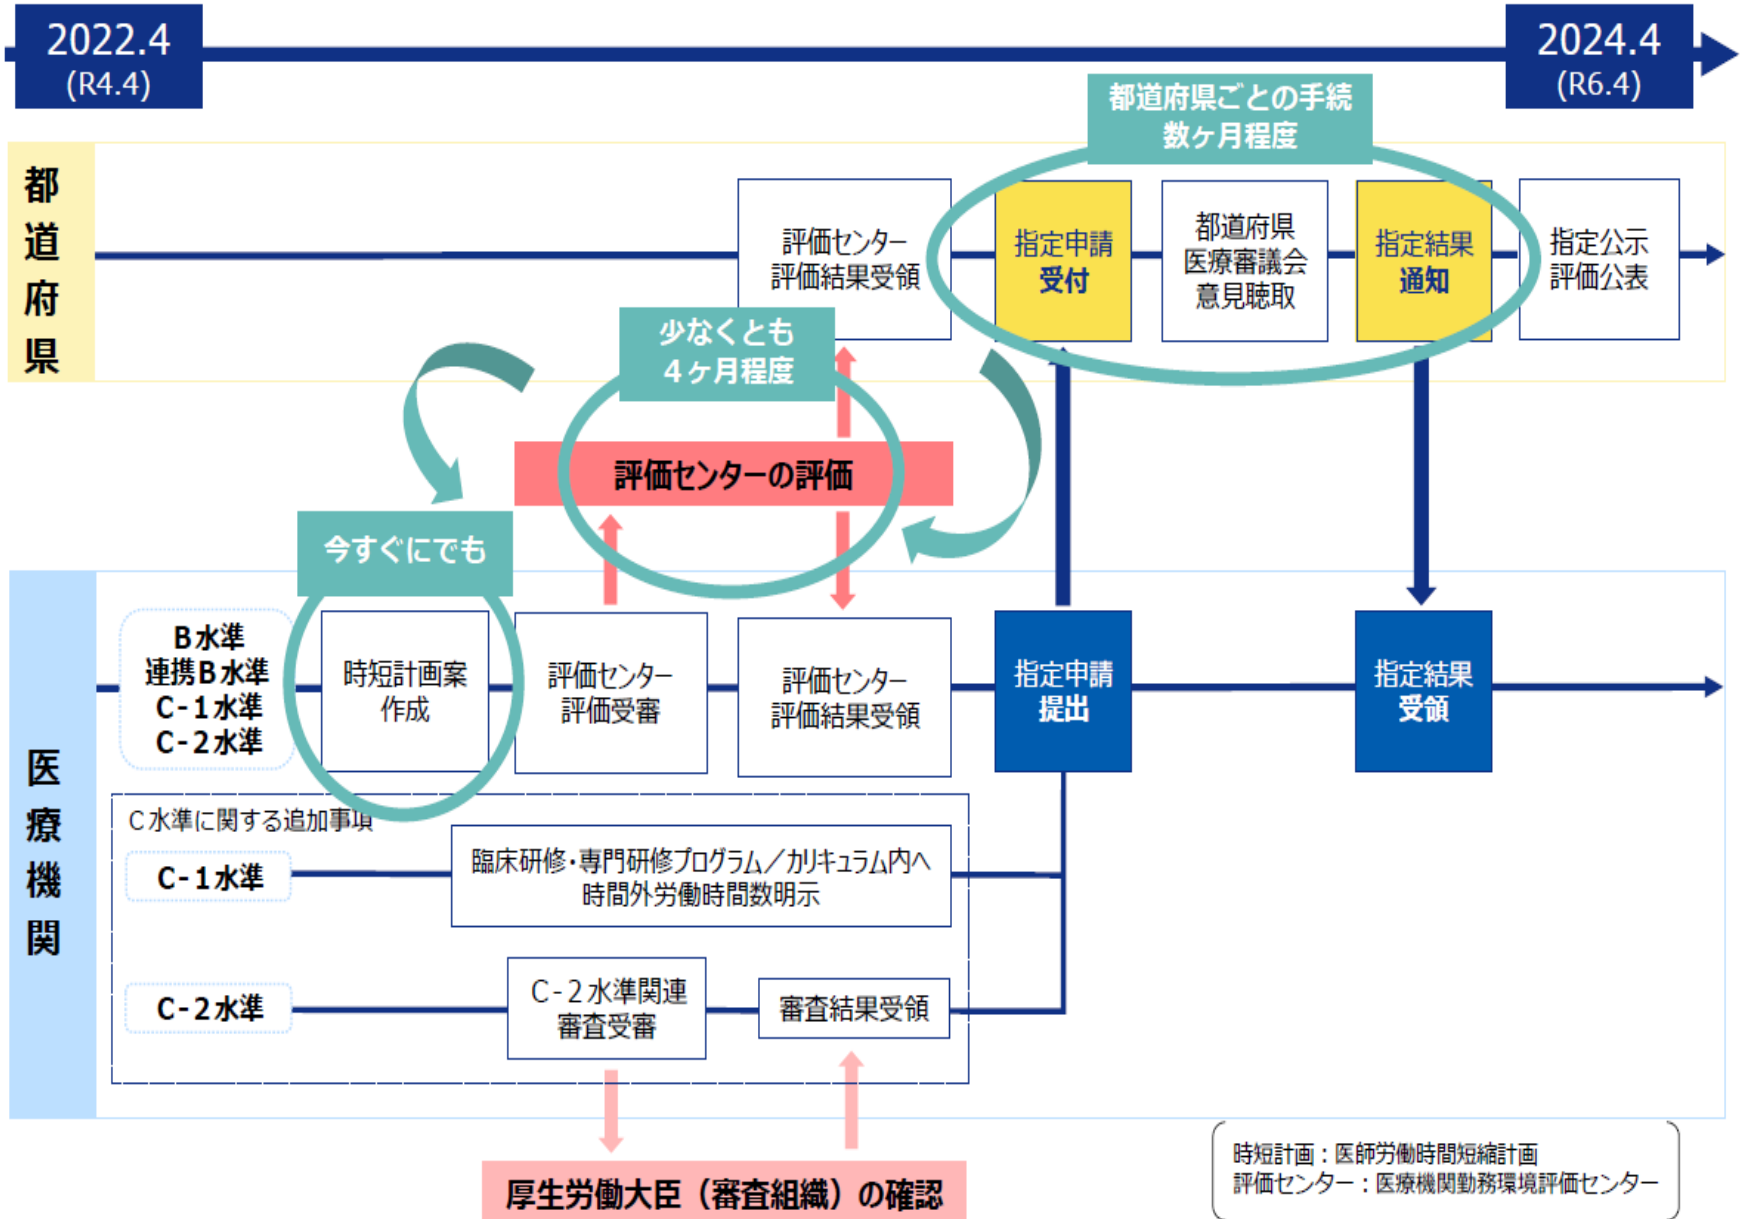 2022.4
(R4.4)
2024.4
(R6.4)
都道府県ごとの手続
数ヶ月程度
都道府県
評価センター
評価結果受領
指定申請
受付
都道府県
医療審議会
意見聴取
指定結果
通知
指定公示
評価公表
少なくとも
4ヶ月程度
評価センターの評価
今すぐにでも
医療機関
B水準
連携B水準
C-1水準
C-2水準
時短計画案
作成
評価センター
評価受審
評価センター
評価結果受領
指定申請
提出
指定結果
受領
C水準に関する追加事項
C-1水準
臨床研修・専門研修プログラム/カリキュラム内へ
時間外労働時間数明示
C-2水準
C-2水準関連
審査受審
審査結果受領
厚生労働大臣（審査組織）の確認
時短計画：医師労働時間短縮計画
評価センター：医療機関勤務環境評価センター